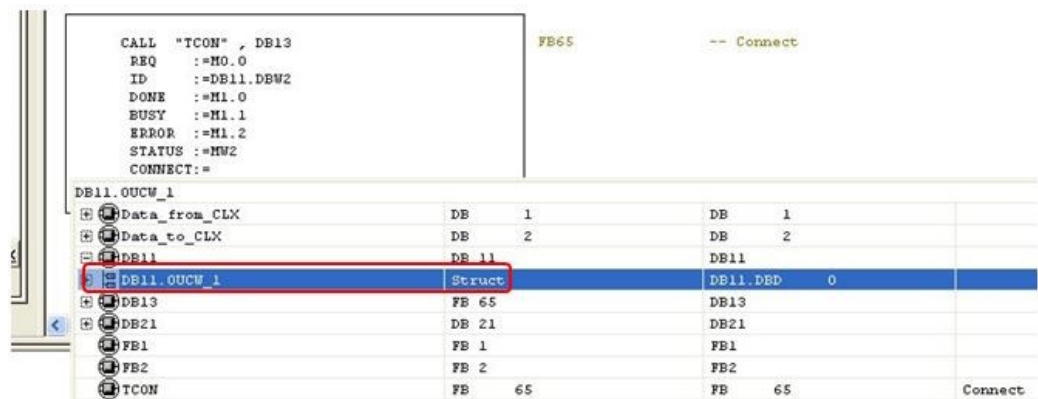 CALL "TCON" , DB13 FB65 -- Connect
REQ :=M0.0
ID :=DB11.DBW2
DONE :=M1.0
BUSY :=M1.1
ERROR :=M1.2
STATUS :=MW2
CONNECT:=
DB11.OUCW_1
Data_from_CLX DB 1 DB 1
Data_to_CLX DB 2 DB 2
DB11 DB 11 DB11
DB11.OUCW_1 Struct DB11.DBD 0
DB13 FB 65 DB13
DB21 DB 21 DB21
FB1 FB 1 FB1
FB2 FB 2 FB2
TCON FB 65 FB 65 Connect